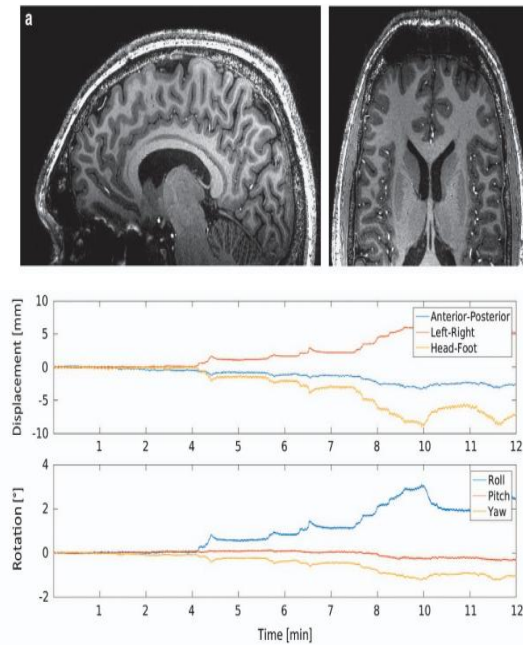 a
Displacement [mm]
10
5
0
-5
-10
Anterior-Posterior
Left-Right
Head-Foot
1 2 4 5 6 7 8 9 10 11 12
Rotation [°]
4
2
0
-2
Roll
Pitch
Yaw
1 2 4 5 6 7 8 9 10 11 12
Time [min]